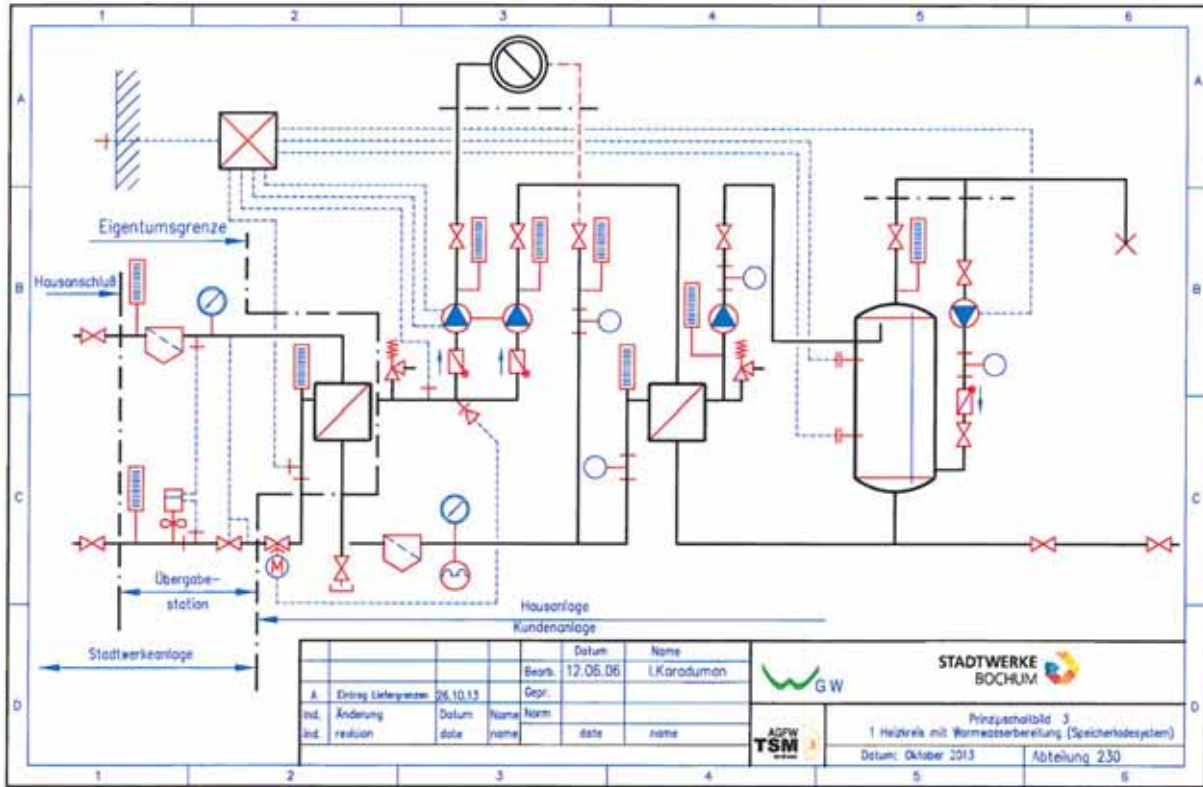 1 2 3 4 5 6
A A
Eigentumsgrenze
Hausanschluß
B B
C C
M
Übergabe-
station
Hausanlage
Kundenanlage
Stadtwerkeanlage
D D
Datum Name
Bearb. 12.06.06 I.Karaduman
A Eintrag Liefergrenzen 26.10.13 Gepr.
Ind. Änderung Datum Name Norm
Ind. revision date name date name
GW
STADTWERKE
BOCHUM
AGFW
TSM
Prinzipschaltbild 3
1 Heizkreis mit Warmwasserbereitung (Speicherladesystem)
Datum: Oktober 2013 Abteilung 230
1 2 3 4 5 6